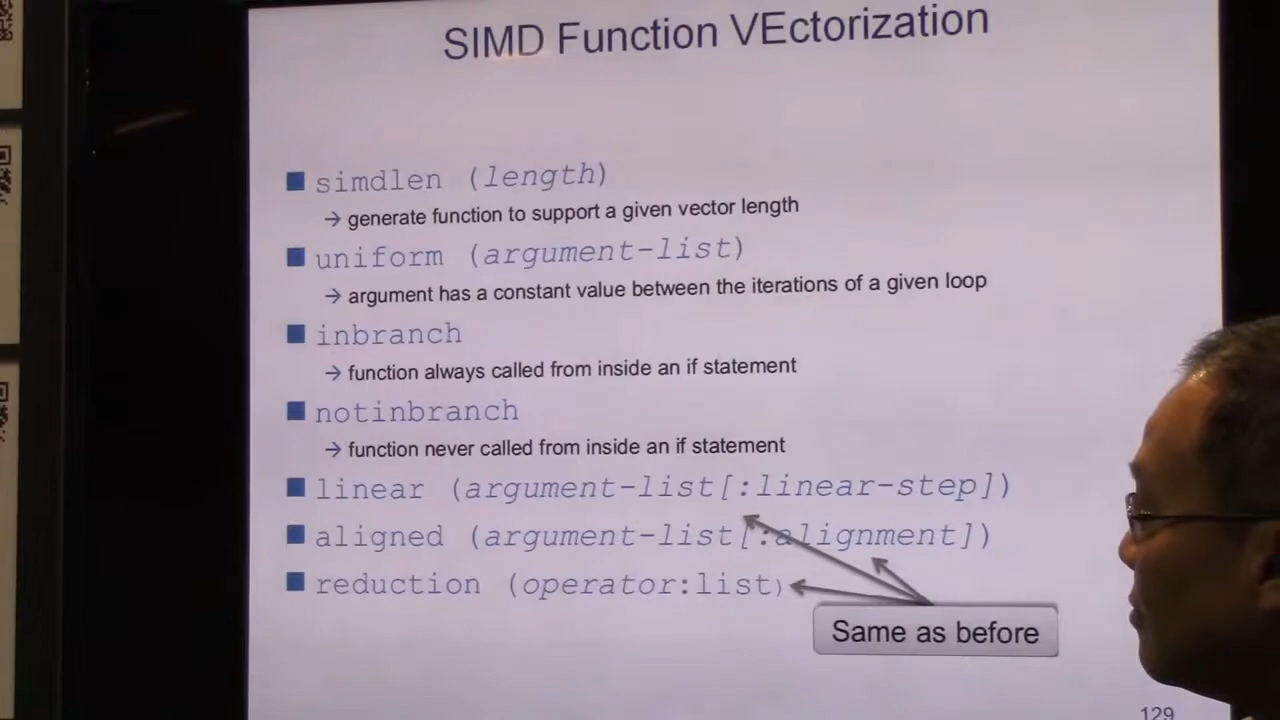 SIMD Function VEctorization
simdlen (length)
→ generate function to support a given vector length
uniform (argument-list)
→ argument has a constant value between the iterations of a given loop
inbranch
→ function always called from inside an if statement
notinbranch
→ function never called from inside an if statement
linear (argument-list[:linear-step])
aligned (argument-list[:alignment])
reduction (operator:list)
Same as before
129